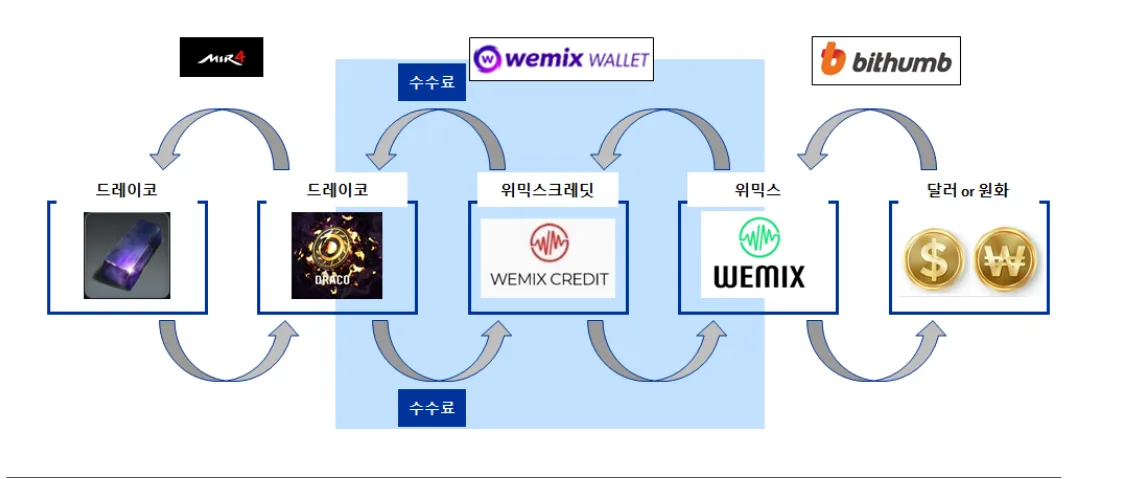 MIR4
wemix WALLET
bithumb
수수료
드레이코
드레이코
위믹스크레딧
위믹스
달러 or 원화
DRACO
WEMIX CREDIT
WEMIX
$
₩
수수료